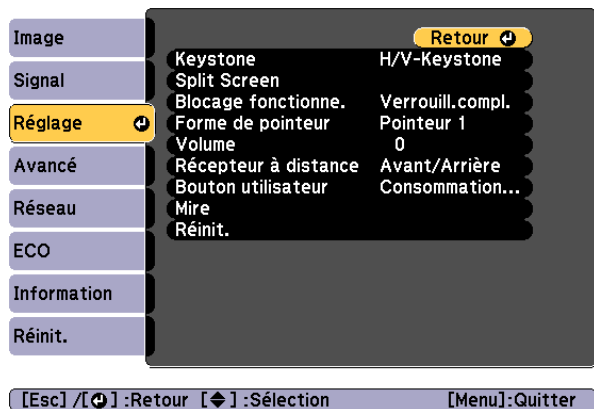 Image
Signal
Réglage
Avancé
Réseau
ECO
Information
Réinit.
Retour
Keystone H/V-Keystone
Split Screen
Blocage fonctionne. Verrouill.compl.
Forme de pointeur Pointeur 1
Volume 0
Récepteur à distance Avant/Arrière
Bouton utilisateur Consommation...
Mire
Réinit.
[Esc] /[ ] :Retour [ ] :Sélection [Menu]:Quitter